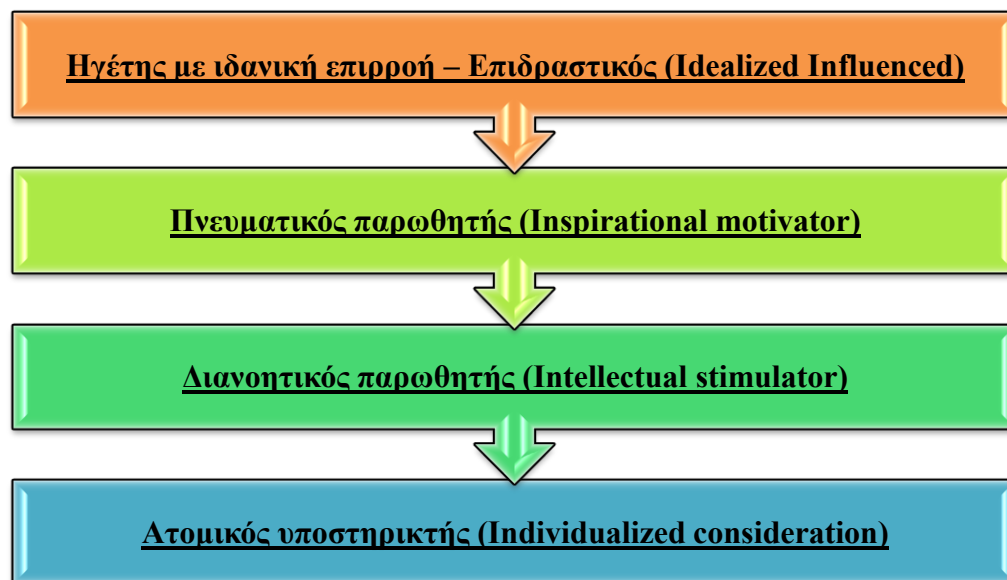 Ηγέτης με ιδανική επιρροή – Επιδραστικός (Idealized Influenced)
Πνευματικός παρωθητής (Inspirational motivator)
Διανοητικός παρωθητής (Intellectual stimulator)
Ατομικός υποστηρικτής (Individualized consideration)